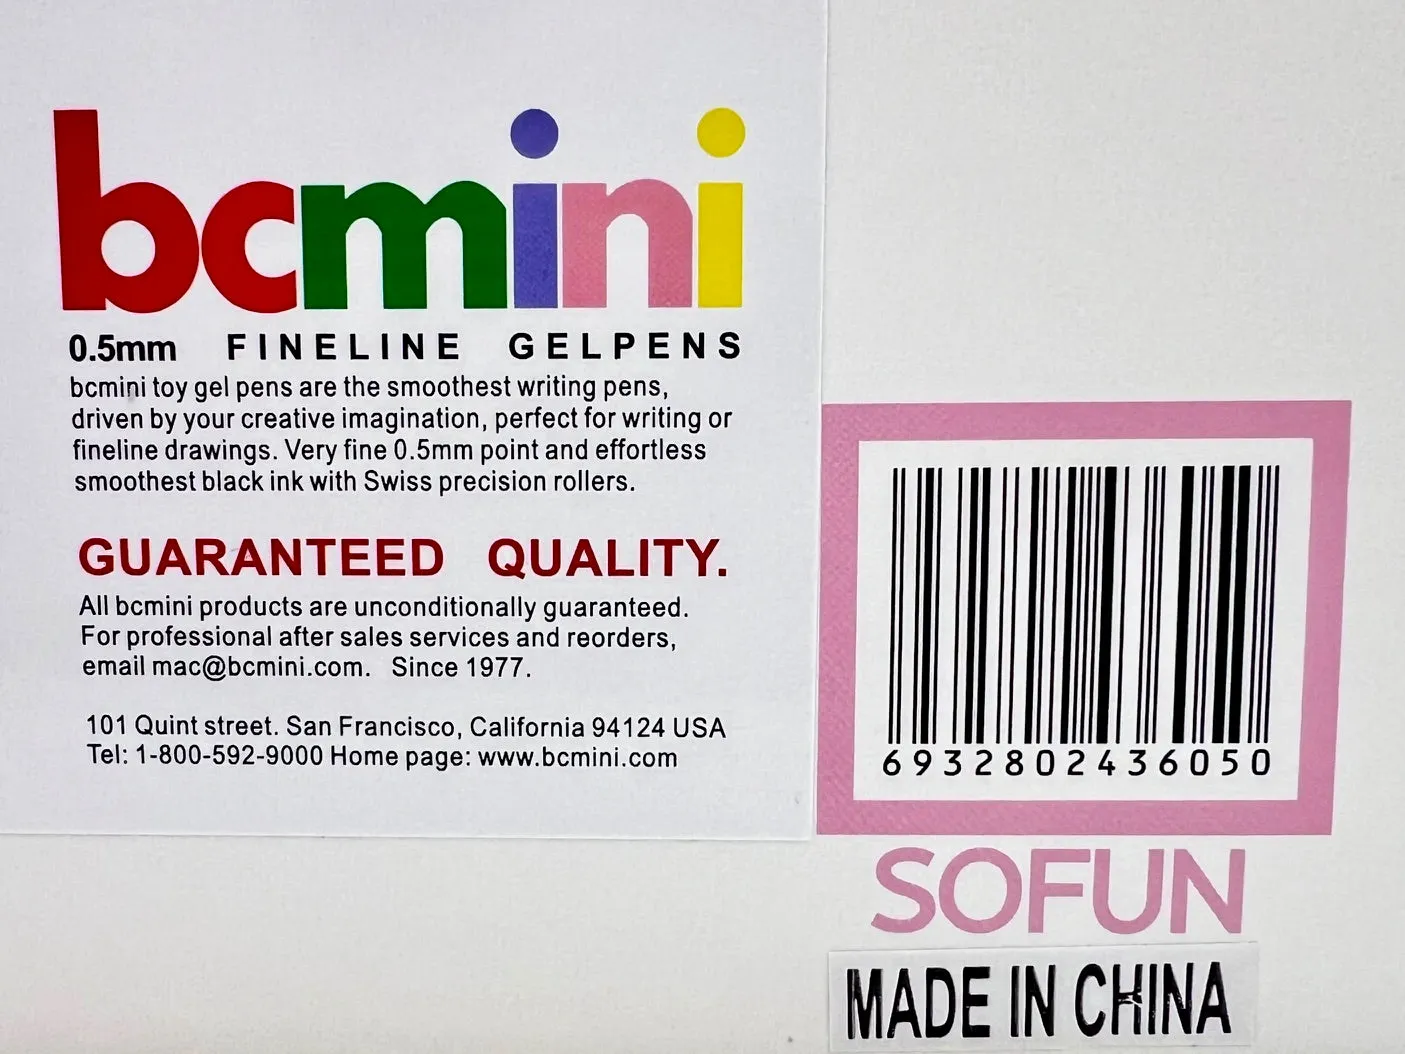 bcmini
0.5mm FINELINE GELPENS
bcmini toy gel pens are the smoothest writing pens,
driven by your creative imagination, perfect for writing or
fineline drawings. Very fine 0.5mm point and effortless
smoothest black ink with Swiss precision rollers.
GUARANTEED QUALITY.
All bcmini products are unconditionally guaranteed.
For professional after sales services and reorders,
email mac@bcmini.com. Since 1977.
101 Quint street. San Francisco, California 94124 USA
Tel: 1-800-592-9000 Home page: www.bcmini.com
6932802436050
SOFUN
MADE IN CHINA